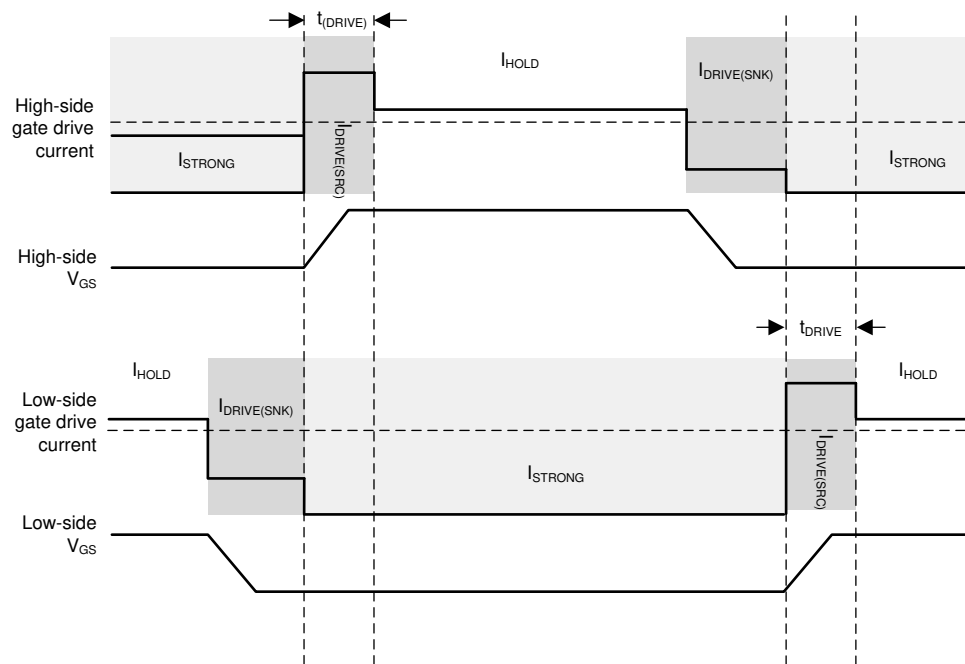 t(DRIVE)
IHOLD
IDRIVE(SNK)
High-side
gate drive
current
IDRIVE(SRC)
ISTRONG
ISTRONG
High-side
VGS
tDRIVE
IHOLD
IHOLD
Low-side
gate drive
current
IDRIVE(SNK)
IDRIVE(SRC)
ISTRONG
Low-side
VGS